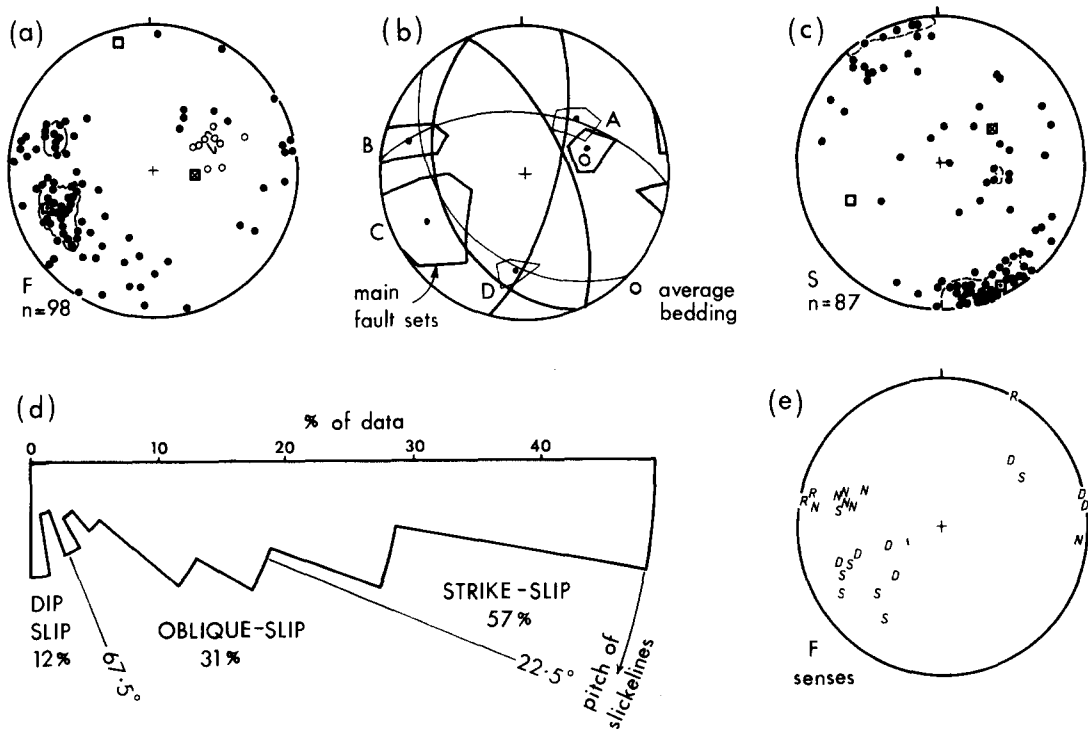 (a)
F
n=98
(b)
A
B
C
D
main
fault sets
average
bedding
(c)
S
n=87
(d)
% of data
0 10 20 30 40
DIP
SLIP
12%
67.5°
OBLIQUE-SLIP
31%
STRIKE-SLIP
57%
22.5°
pitch of
slickelines
(e)
R
D
S
R R N N N
N S N N
D
D
N
D D
D S
S D
S S
S
F
senses